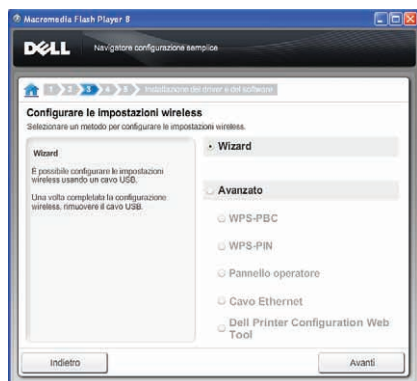 Macromedia Flash Player 8
DELL
Navigatore configurazione semplice
1 2 3 4 5 Installazione del driver e del software
Configurare le impostazioni wireless
Selezionare un metodo per configurare le impostazioni wireless.
Wizard
È possibile configurare le impostazioni
wireless usando un cavo USB.
Una volta completata la configurazione
wireless, rimuovere il cavo USB.
Wizard
Avanzato
WPS-PBC
WPS-PIN
Pannello operatore
Cavo Ethernet
Dell Printer Configuration Web
Tool
Indietro
Avanti